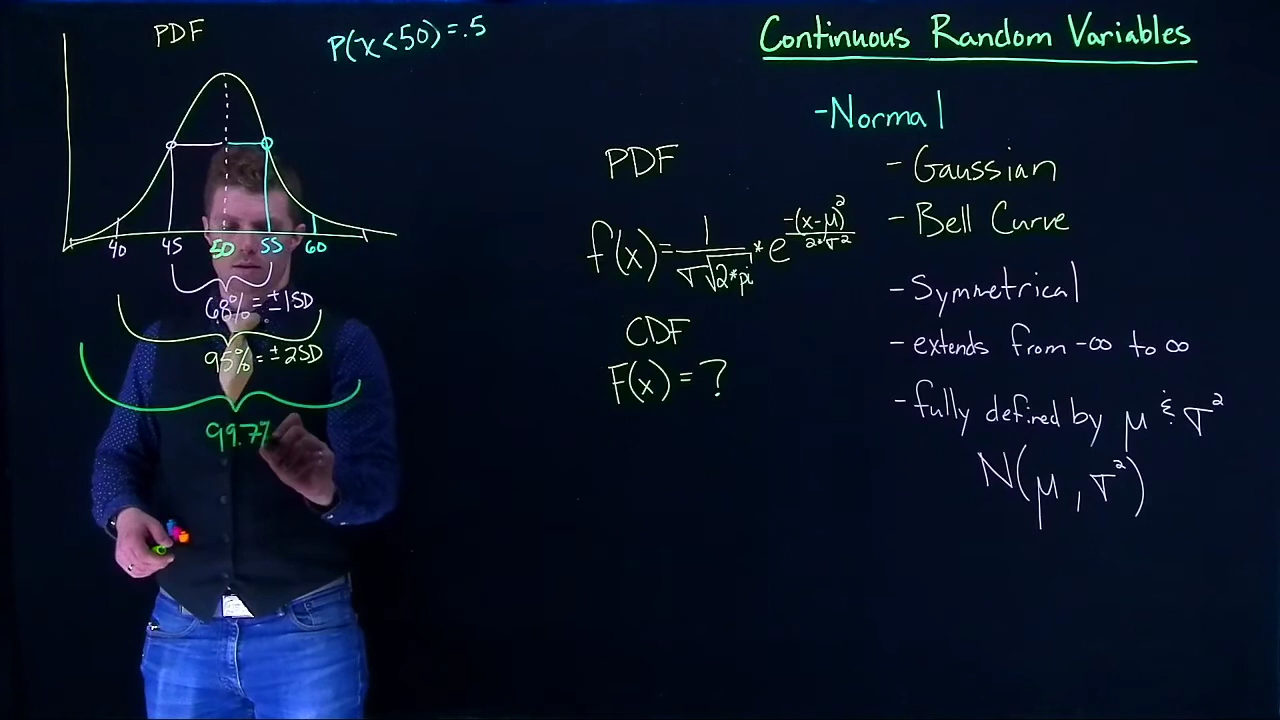 PDF
P(x<50)=.5
40 45 50 55 60
68%=±1SD
95%=±2SD
99.7%
Continuous Random Variables
-Normal
- Gaussian
- Bell Curve
- Symmetrical
- extends from -∞ to ∞
- fully defined by μ & σ²
N(μ, σ²)
PDF
f(x)=1/σ√2*pi * e^-(x-μ)²/2*σ²
CDF
F(x) = ?